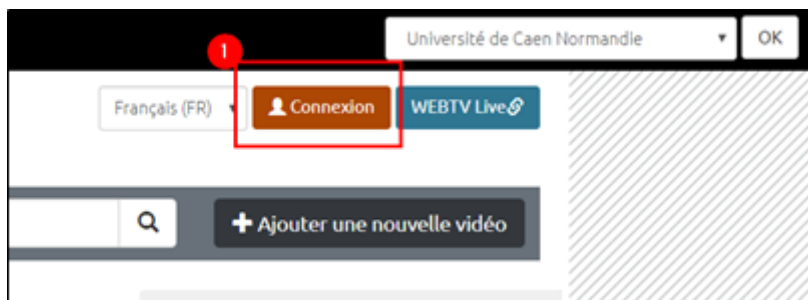 Université de Caen Normandie OK
1
Français (FR) Connexion WEBTV Live
Ajouter une nouvelle vidéo